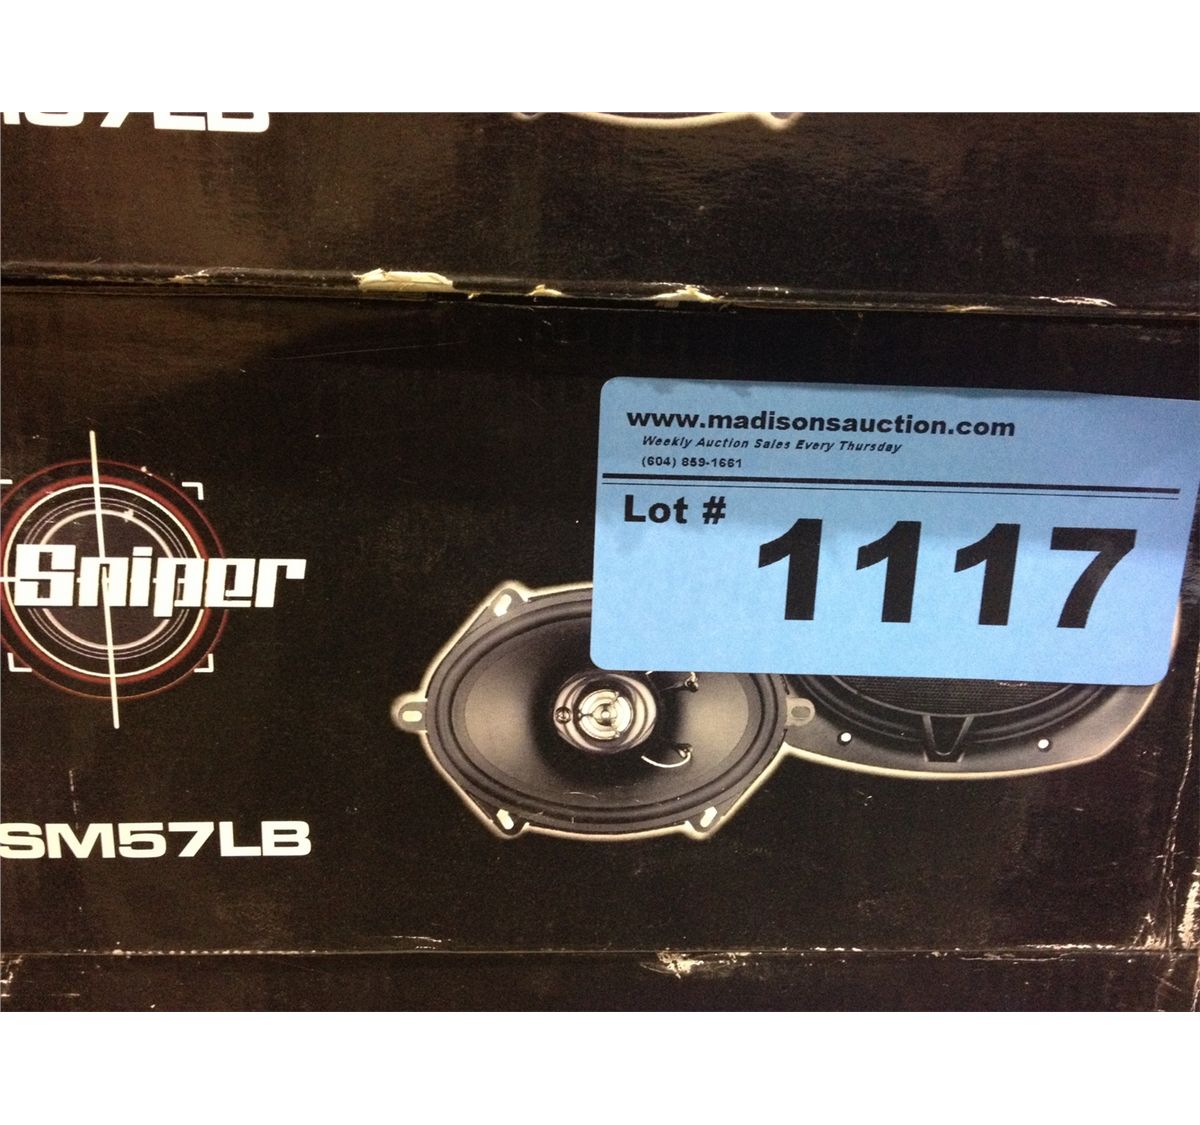 www.madisonsauction.com
Weekly Auction Sales Every Thursday
(604) 859-1661
Lot # 1117
Sniper
SM57LB